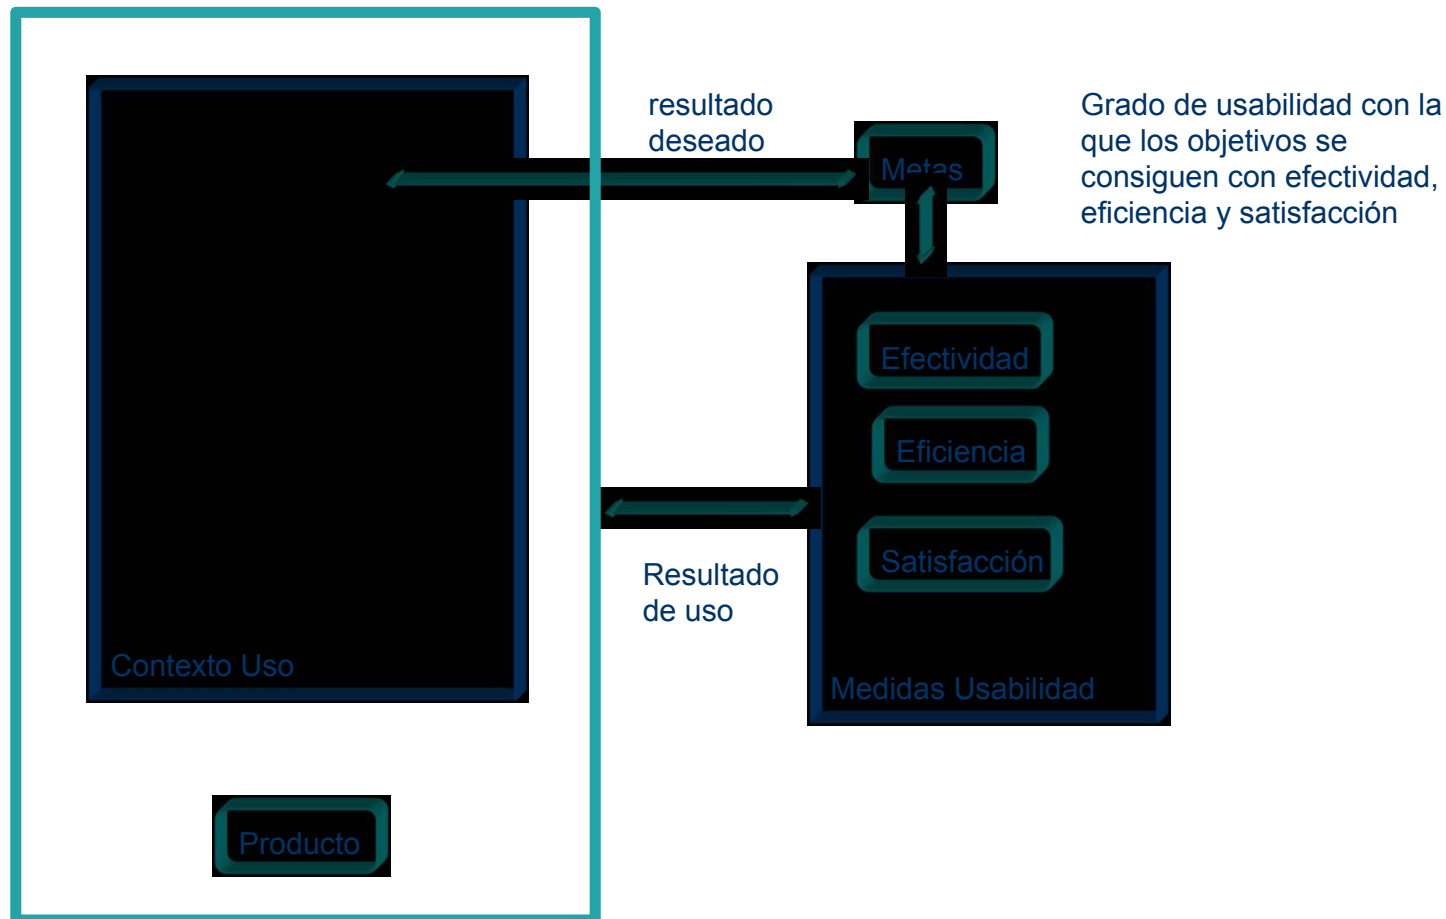 resultado
deseado
Metas
Grado de usabilidad con la
que los objetivos se
consiguen con efectividad,
eficiencia y satisfacción
Efectividad
Eficiencia
Satisfacción
Resultado
de uso
Contexto Uso
Medidas Usabilidad
Producto